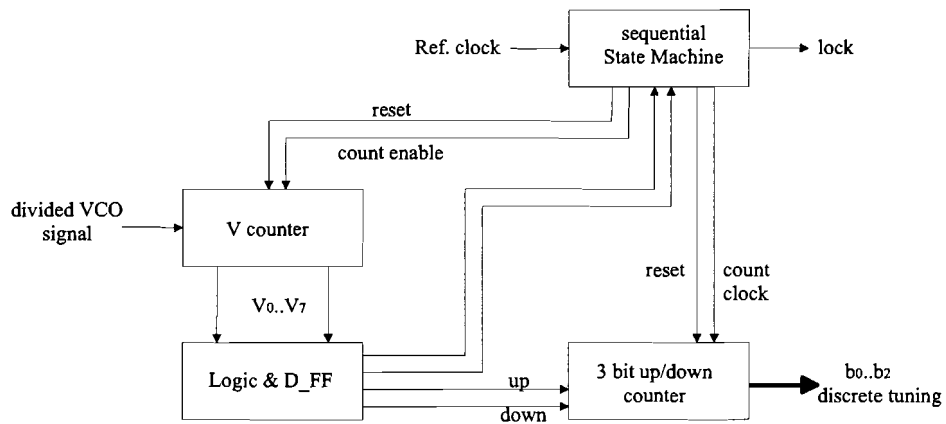 sequential
State Machine
Ref. clock
lock
reset
count enable
divided VCO
signal
V counter
reset
count
clock
V0..V7
Logic & D_FF
up
down
3 bit up/down
counter
b0..b2
discrete tuning